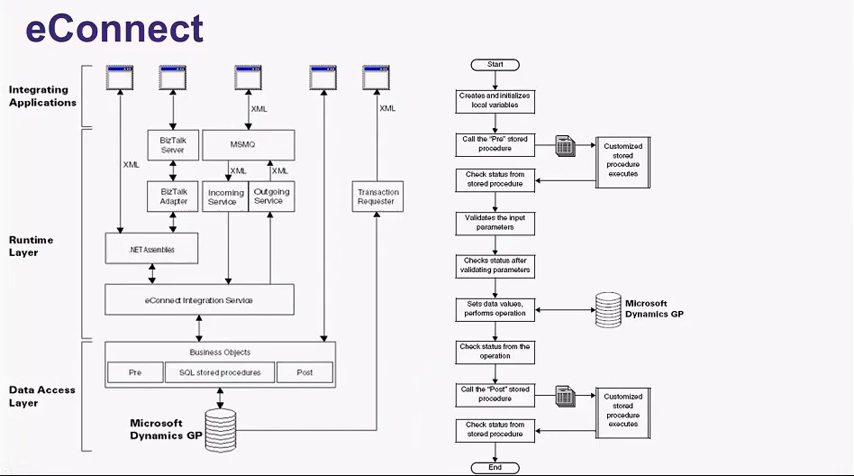 eConnect
Integrating
Applications
XML
XML
XML
BizTalk
Server
MSMQ
XML
XML
BizTalk
Adapter
Incoming
Service
Outgoing
Service
Transaction
Requester
Runtime
Layer
.NET Assemblies
eConnect Integration Service
Business Objects
Pre
SQL stored procedures
Post
Data Access
Layer
Microsoft
Dynamics GP
Start
Creates and initializes
local variables
Call the "Pre" stored
procedure
Customized
stored
procedure
executes
Check status from
stored procedure
Validates the input
parameters
Checks status after
validating parameters
Sets data values,
performs operation
Microsoft
Dynamics GP
Check status from the
operation
Call the "Post" stored
procedure
Customized
stored
procedure
executes
Check status from
stored procedure
End